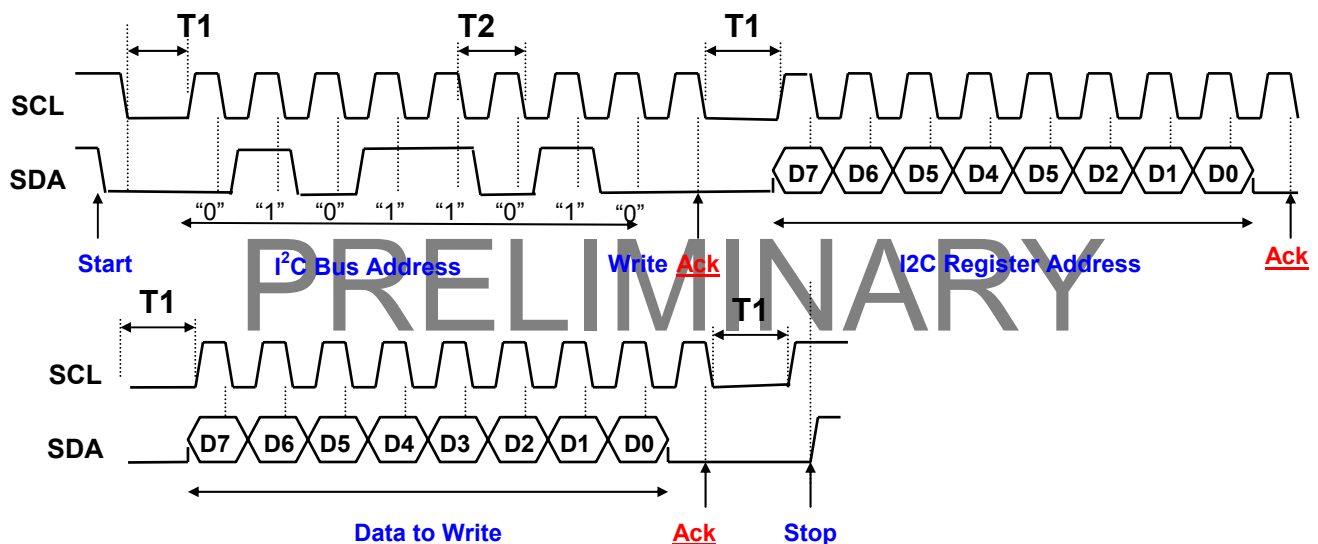 T1 T2 T1
SCL
SDA D7 D6 D5 D4 D5 D2 D1 D0
“0” “1” “0” “1” “1” “0” “1” “0”
Start I²C Bus Address Write Ack I2C Register Address Ack
PRELIMINARY
T1 T1
SCL
SDA D7 D6 D5 D4 D3 D2 D1 D0
Data to Write Ack Stop